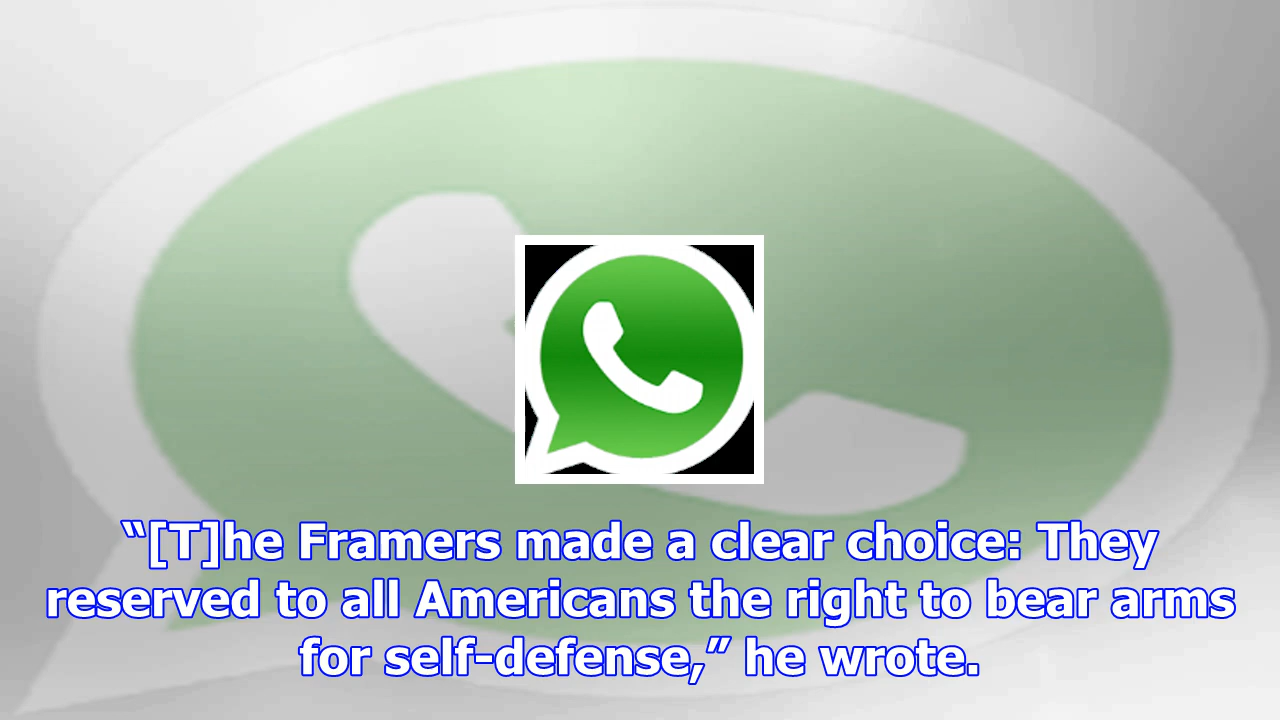 “[T]he Framers made a clear choice: They
reserved to all Americans the right to bear arms
for self-defense,” he wrote.